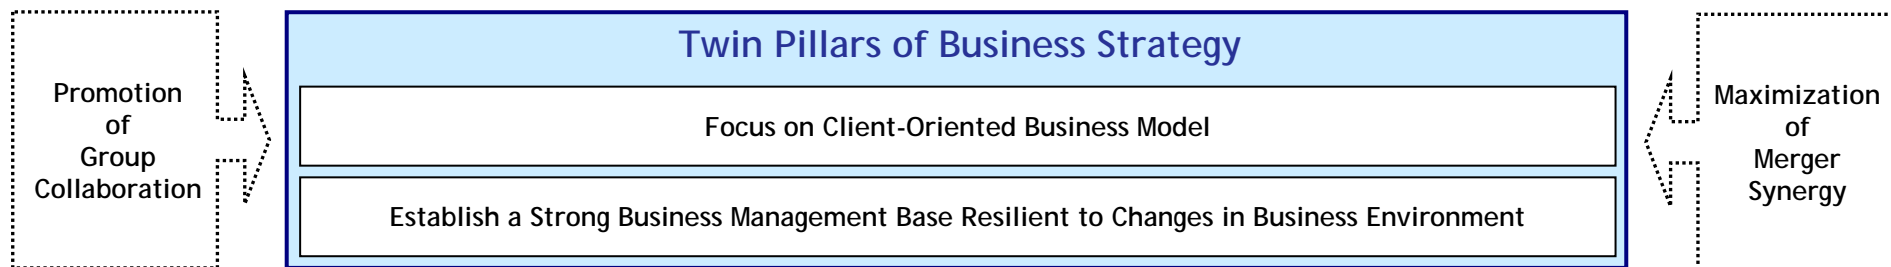 Twin Pillars of Business Strategy
Promotion
of
Group
Collaboration
Focus on Client-Oriented Business Model
Establish a Strong Business Management Base Resilient to Changes in Business Environment
Maximization
of
Merger
Synergy